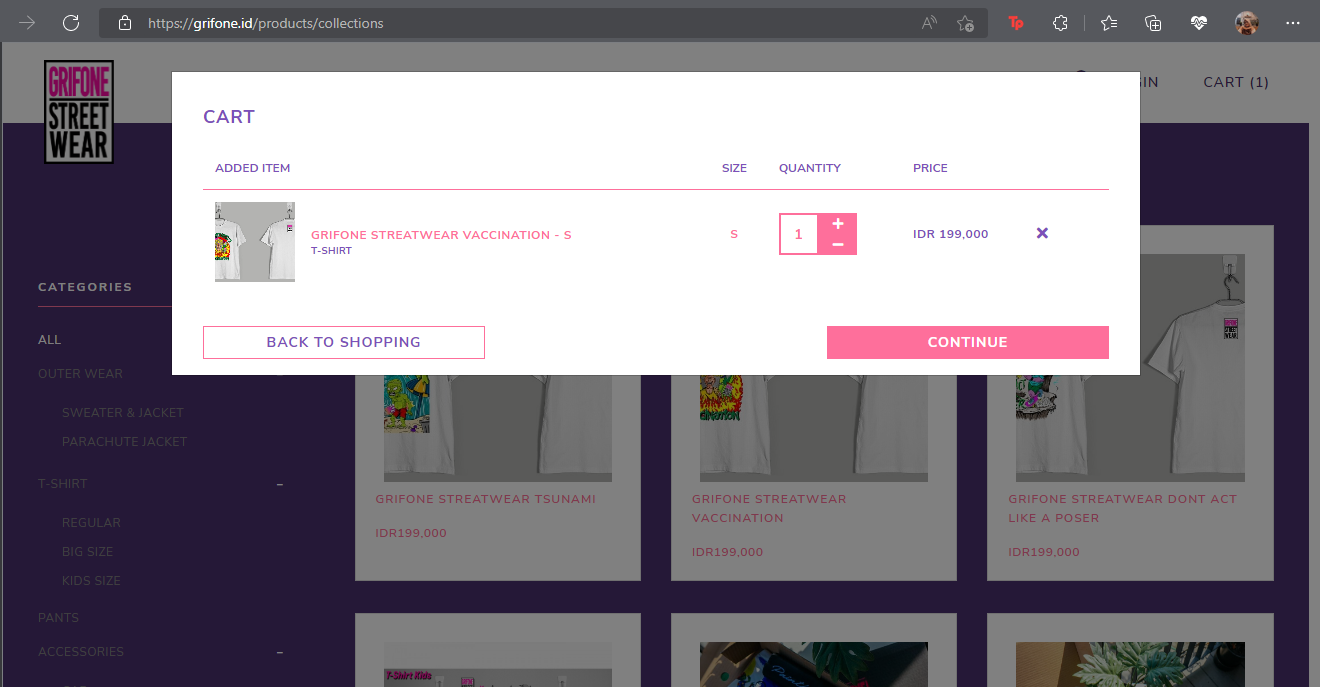 https://grifone.id/products/collections
GRIFONE
STREET
WEAR
CART (1)
CART
ADDED ITEM
SIZE
QUANTITY
PRICE
GRIFONE STREATWEAR VACCINATION - S
T-SHIRT
S
1
IDR 199,000
BACK TO SHOPPING
CONTINUE
CATEGORIES
ALL
OUTER WEAR
SWEATER & JACKET
PARACHUTE JACKET
T-SHIRT
REGULAR
BIG SIZE
KIDS SIZE
PANTS
ACCESSORIES
GRIFONE STREATWEAR TSUNAMI
IDR199,000
GRIFONE STREATWEAR
VACCINATION
IDR199,000
GRIFONE
STREET
WEAR
GRIFONE STREATWEAR DONT ACT
LIKE A POSER
IDR199,000
T-Shirt Kids